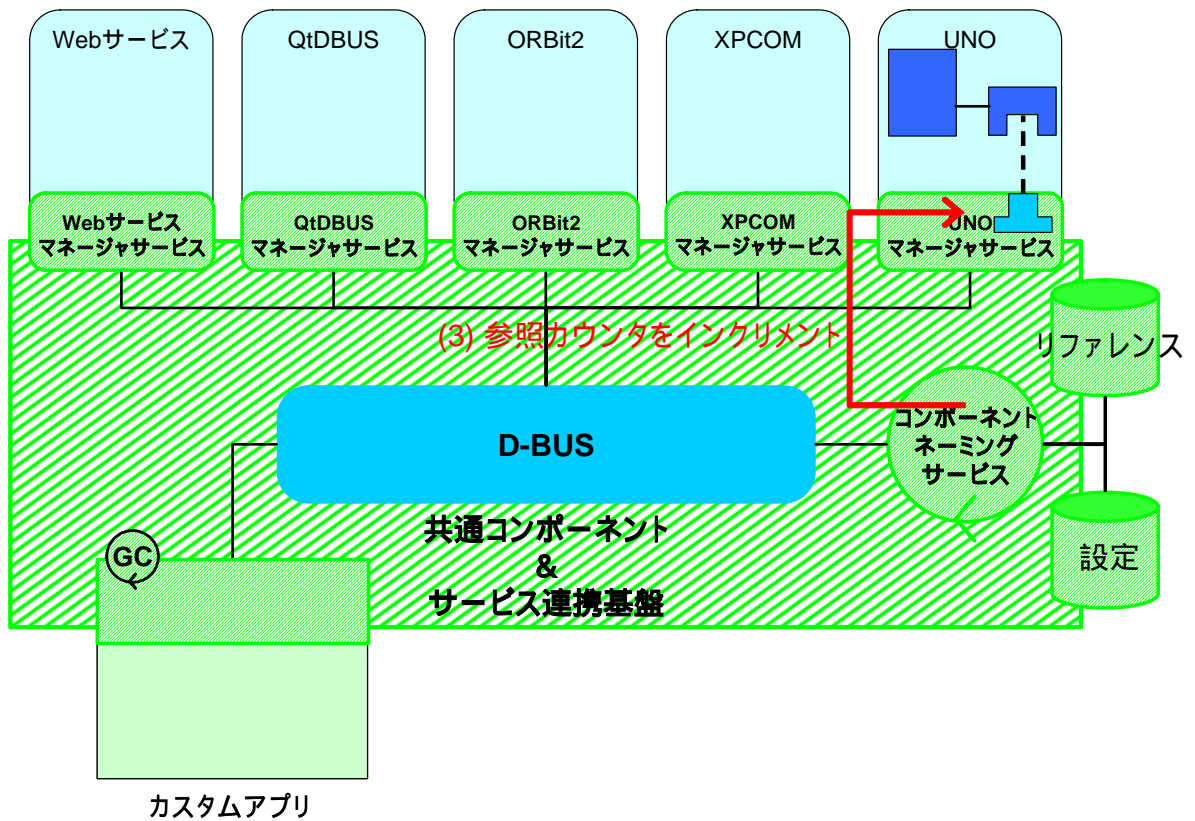 Webサービス
QtDBUS
ORBit2
XPCOM
UNO
Webサービス
マネージャサービス
QtDBUS
マネージャサービス
ORBit2
マネージャサービス
XPCOM
マネージャサービス
UNO
マネージャサービス
(3) 参照カウンタをインクリメント
リファレンス
D-BUS
コンポーネント
ネーミング
サービス
共通コンポーネント
&
サービス連携基盤
GC
設定
カスタムアプリ